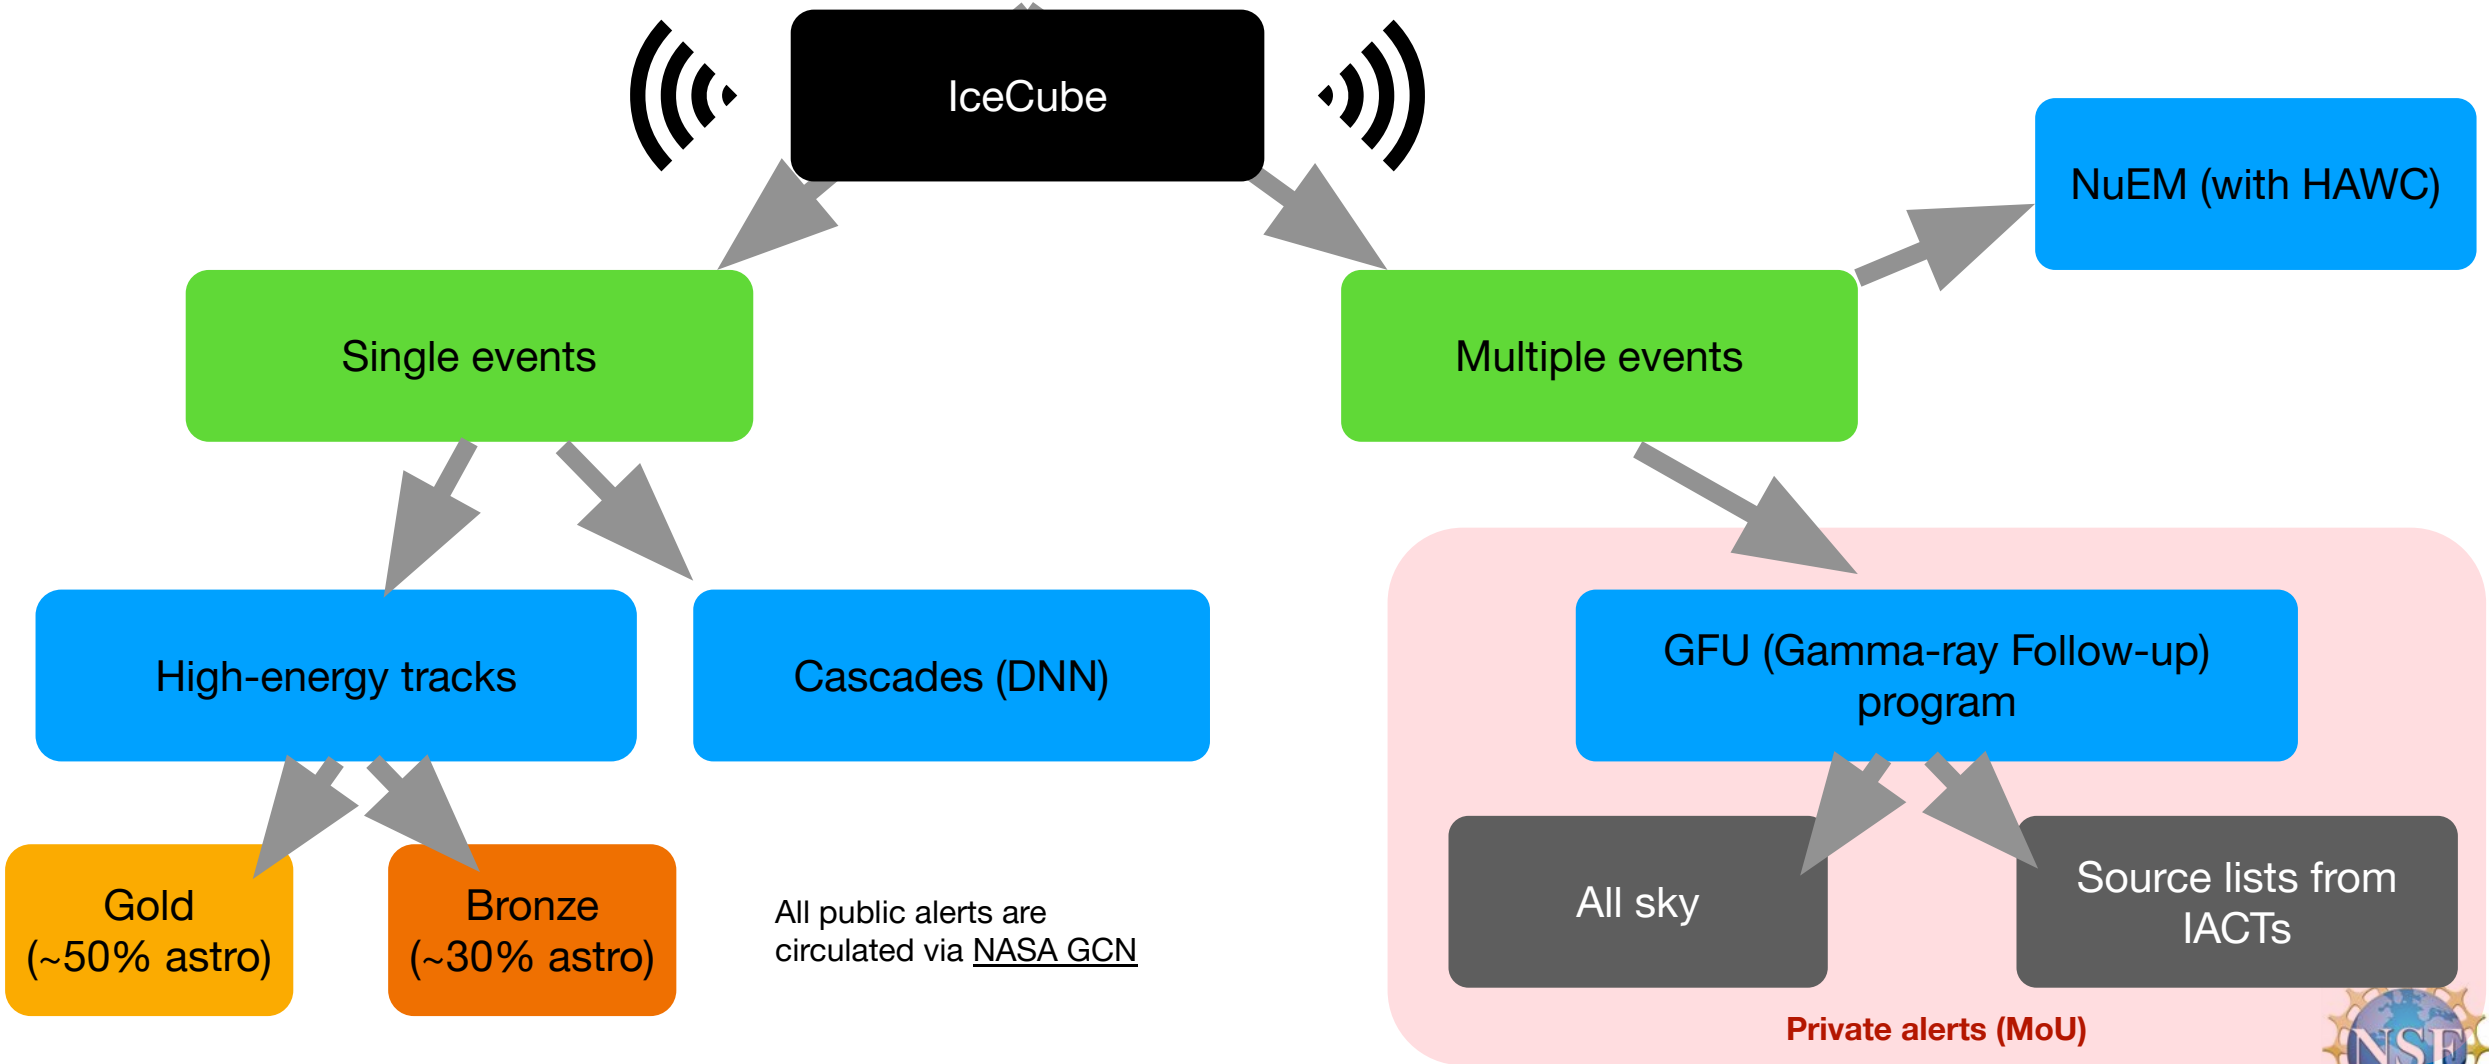 IceCube
NuEM (with HAWC)
Single events
Multiple events
High-energy tracks
Cascades (DNN)
GFU (Gamma-ray Follow-up)
program
Gold
(~50% astro)
Bronze
(~30% astro)
All public alerts are
circulated via NASA GCN
All sky
Source lists from
IACTs
Private alerts (MoU)
NSF